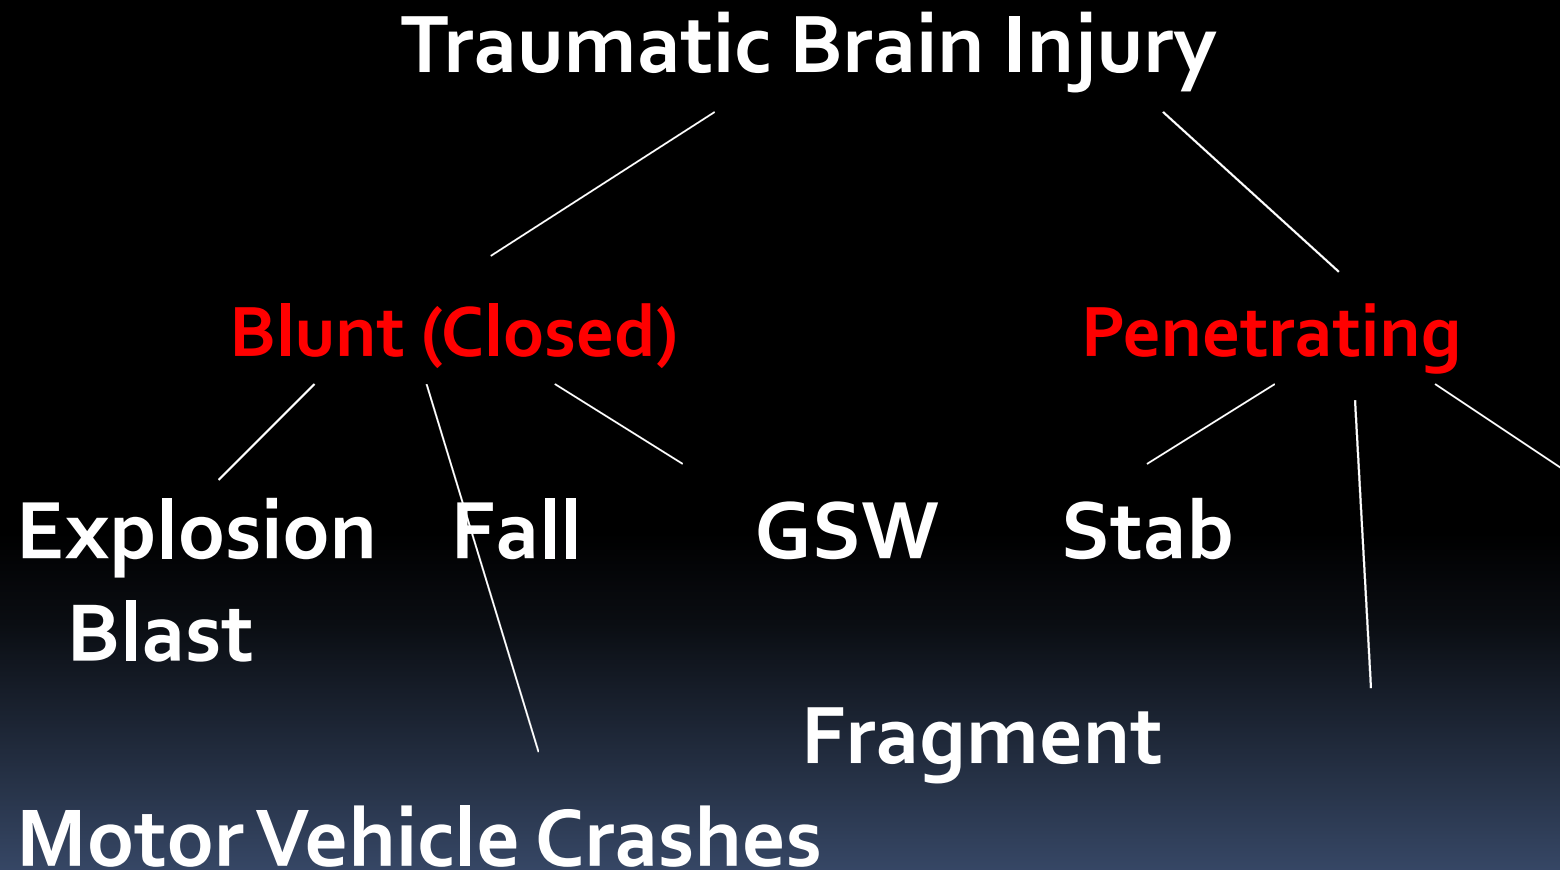 Traumatic Brain Injury
Blunt (Closed) Penetrating
Explosion Fall GSW Stab
Blast
Fragment
Motor Vehicle Crashes